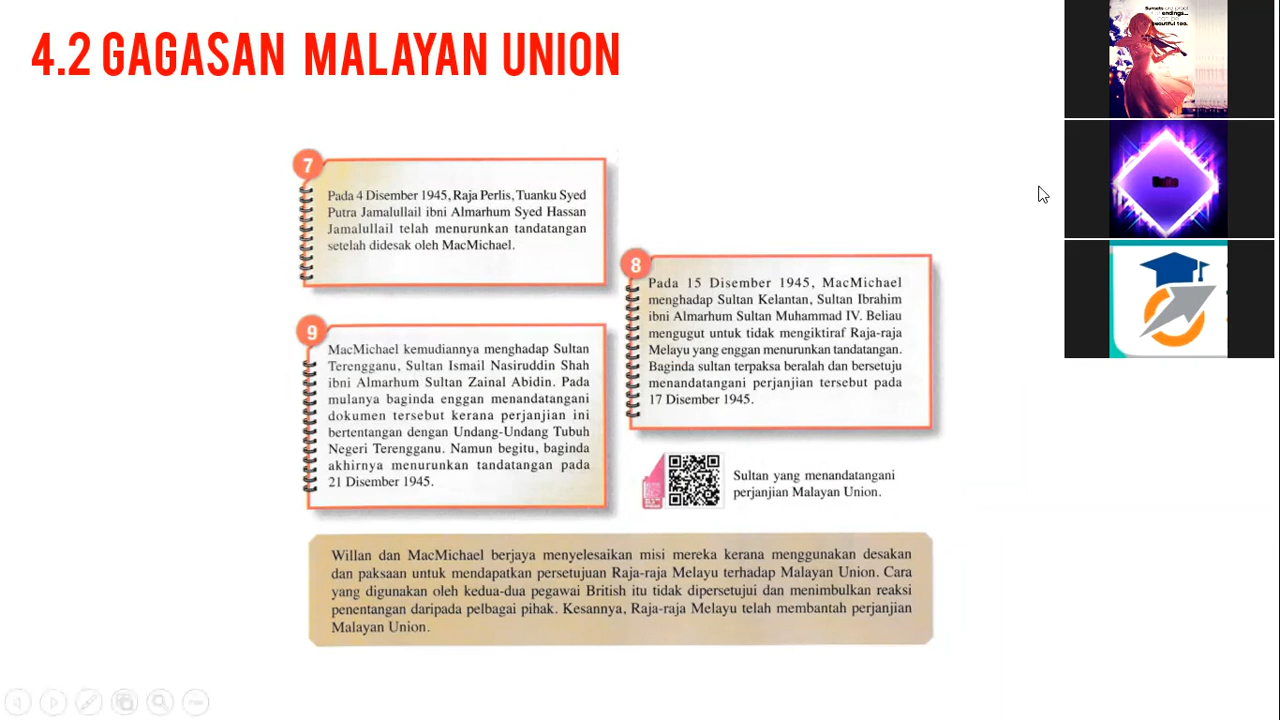 4.2 GAGASAN MALAYAN UNION
7
Pada 4 Disember 1945, Raja Perlis, Tuanku Syed
Putra Jamalullail ibni Almarhum Syed Hassan
Jamalullail telah menurunkan tandatangan
setelah didesak oleh MacMichael.
8
Pada 15 Disember 1945, MacMichael
menghadap Sultan Kelantan, Sultan Ibrahim
ibni Almarhum Sultan Muhammad IV. Beliau
mengugut untuk tidak mengiktiraf Raja-raja
Melayu yang enggan menurunkan tandatangan.
Baginda sultan terpaksa beralah dan bersetuju
menandatangani perjanjian tersebut pada
17 Disember 1945.
9
MacMichael kemudiannya menghadap Sultan
Terengganu, Sultan Ismail Nasiruddin Shah
ibni Almarhum Sultan Zainal Abidin. Pada
mulanya baginda enggan menandatangani
dokumen tersebut kerana perjanjian ini
bertentangan dengan Undang-Undang Tubuh
Negeri Terengganu. Namun begitu, baginda
akhirnya menurunkan tandatangan pada
21 Disember 1945.
Sultan yang menandatangani
perjanjian Malayan Union.
Willan dan MacMichael berjaya menyelesaikan misi mereka kerana menggunakan desakan
dan paksaan untuk mendapatkan persetujuan Raja-raja Melayu terhadap Malayan Union. Cara
yang digunakan oleh kedua-dua pegawai British itu tidak dipersetujui dan menimbulkan reaksi
penentangan daripada pelbagai pihak. Kesannya, Raja-raja Melayu telah membantah perjanjian
Malayan Union.
endings...
beautiful too.